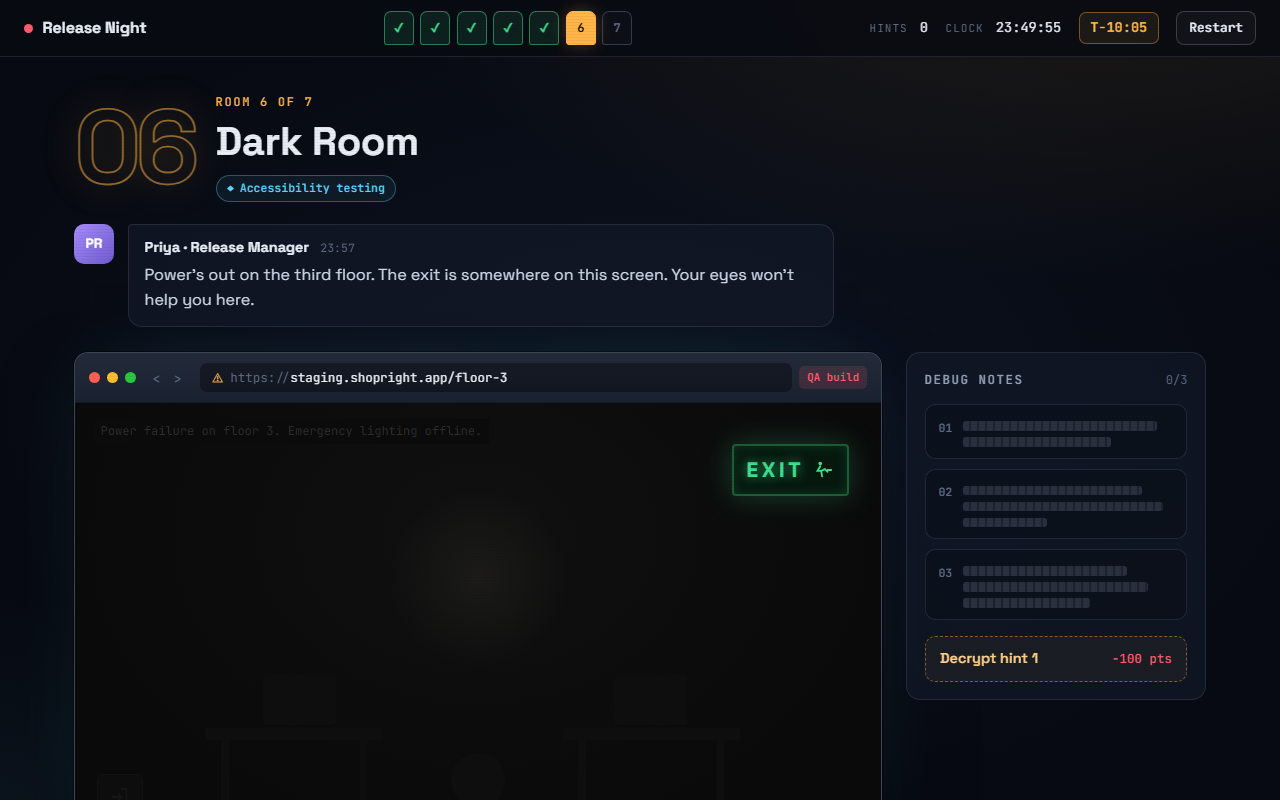 Release Night
✓ ✓ ✓ ✓ ✓ 6 7
HINTS 0 CLOCK 23:49:55 T-10:05 Restart
06
ROOM 6 OF 7
Dark Room
Accessibility testing
PR
Priya · Release Manager 23:57
Power's out on the third floor. The exit is somewhere on this screen. Your eyes won't
help you here.
https://staging.shopright.app/floor-3
QA build
Power failure on floor 3. Emergency lighting offline.
EXIT
DEBUG NOTES 0/3
01
02
03
Decrypt hint 1 -100 pts